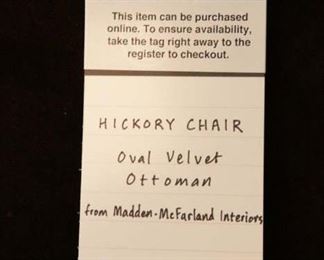 This item can be purchased
online. To ensure availability,
take the tag right away to the
register to checkout.
HICKORY CHAIR
Oval Velvet
Ottoman
from Madden-McFarland Interiors